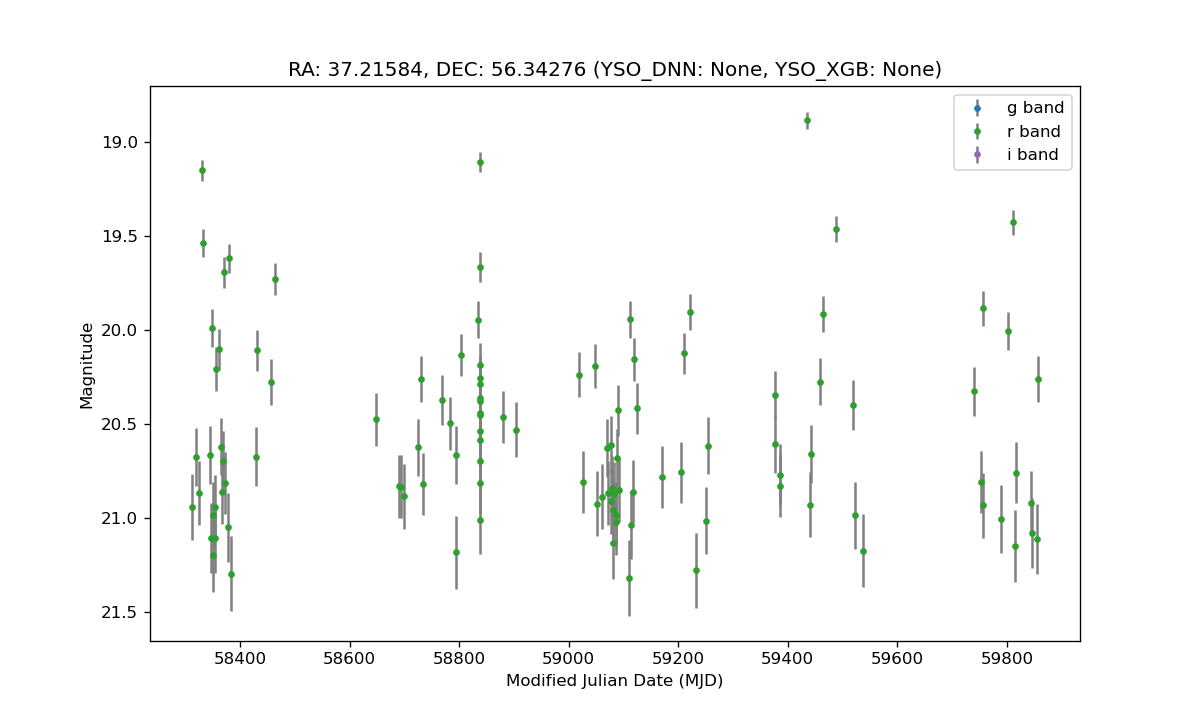 RA: 37.21584, DEC: 56.34276 (YSO_DNN: None, YSO_XGB: None)
g band
r band
i band
19.0
19.5
20.0
20.5
21.0
21.5
Magnitude
58400 58600 58800 59000 59200 59400 59600 59800
Modified Julian Date (MJD)